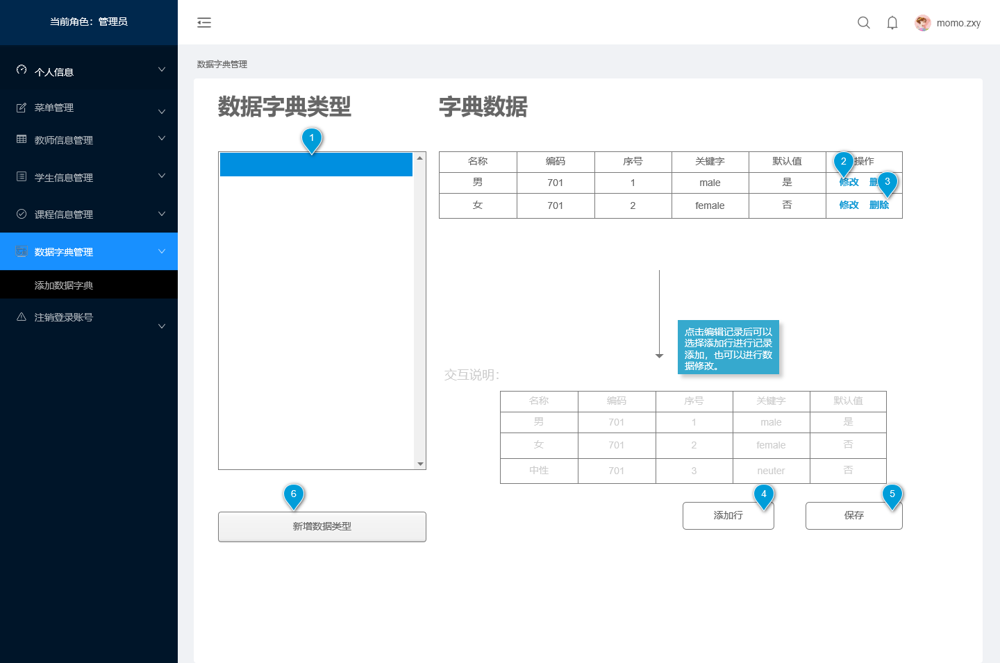 当前角色：管理员
momo.zxy
个人信息
菜单管理
教师信息管理
学生信息管理
课程信息管理
数据字典管理
添加数据字典
注销登录账号
数据字典管理
数据字典类型
字典数据
1
名称 编码 序号 关键字 默认值 2 操作
男 701 1 male 是 修改 删 3
女 701 2 female 否 修改 删除
点击编辑记录后可以
选择添加行进行记录
添加，也可以进行数
据修改。
交互说明：
名称 编码 序号 关键字 默认值
男 701 1 male 是
女 701 2 female 否
中性 701 3 neuter 否
6
4
5
新增数据类型
添加行
保存